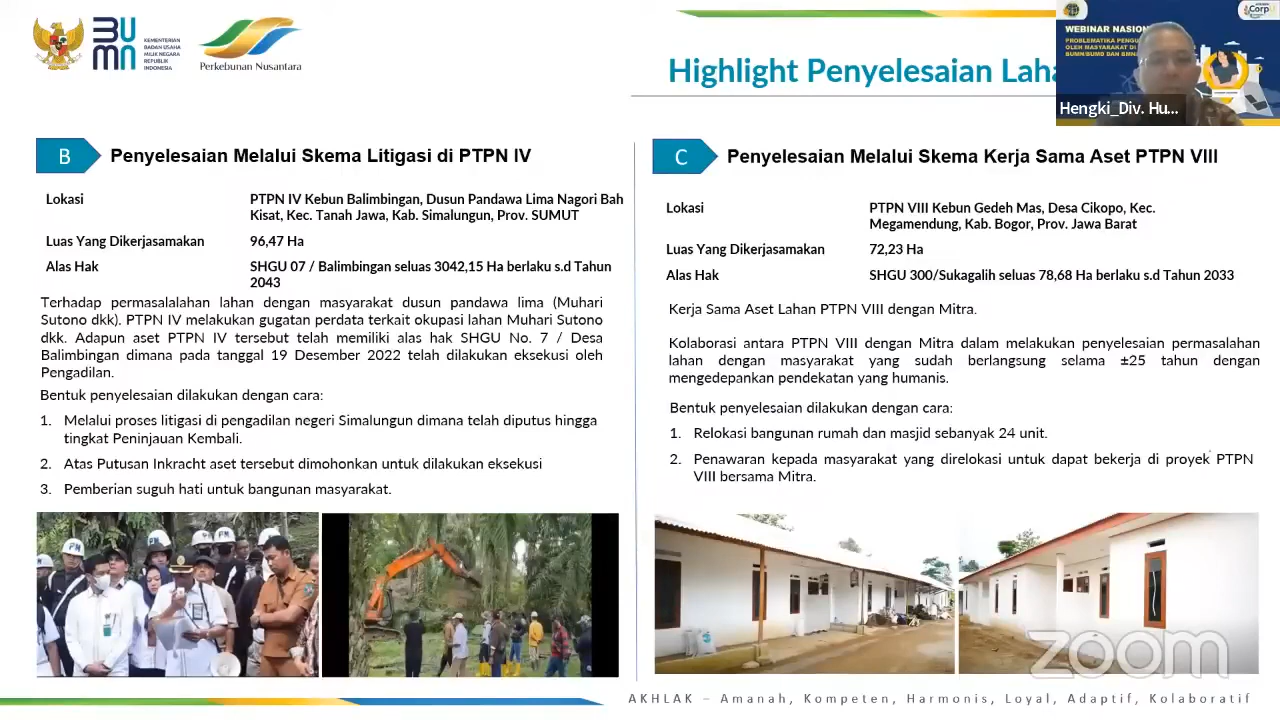 BUMN
KEMENTERIAN
BADAN USAHA
MILIK NEGARA
REPUBLIK
INDONESIA
Perkebunan Nusantara
Highlight Penyelesaian
WEBINAR NASION
PROBLEMATIKA
OLEH MASYARAKAT DI
BUMN/BUMD DAN BMN
Hengki_Div. Hu...
B
Penyelesaian Melalui Skema Litigasi di PTPN IV
Lokasi
PTPN IV Kebun Balimbingan, Dusun Pandawa Lima Nagori Bah
Kisat, Kec. Tanah Jawa, Kab. Simalungun, Prov. SUMUT
Luas Yang Dikerjasamakan
96,47 Ha
Alas Hak
SHGU 07 / Balimbingan seluas 3042,15 Ha berlaku s.d Tahun
2043
Terhadap permasalalahan lahan dengan masyarakat dusun pandawa lima (Muhari
Sutono dkk). PTPN IV melakukan gugatan perdata terkait okupasi lahan Muhari Sutono
dkk. Adapun aset PTPN IV tersebut telah memiliki alas hak SHGU No. 7 / Desa
Balimbingan dimana pada tanggal 19 Desember 2022 telah dilakukan eksekusi oleh
Pengadilan.
Bentuk penyelesaian dilakukan dengan cara:
1. Melalui proses litigasi di pengadilan negeri Simalungun dimana telah diputus hingga
tingkat Peninjauan Kembali.
2. Atas Putusan Inkracht aset tersebut dimohonkan untuk dilakukan eksekusi
3. Pemberian suguh hati untuk bangunan masyarakat.
C
Penyelesaian Melalui Skema Kerja Sama Aset PTPN VIII
Lokasi
PTPN VIII Kebun Gedeh Mas, Desa Cikopo, Kec.
Megamendung, Kab. Bogor, Prov. Jawa Barat
Luas Yang Dikerjasamakan
72,23 Ha
Alas Hak
SHGU 300/Sukagalih seluas 78,68 Ha berlaku s.d Tahun 2033
Kerja Sama Aset Lahan PTPN VIII dengan Mitra.
Kolaborasi antara PTPN VIII dengan Mitra dalam melakukan penyelesaian permasalahan
lahan dengan masyarakat yang sudah berlangsung selama ±25 tahun dengan
mengedepankan pendekatan yang humanis.
Bentuk penyelesaian dilakukan dengan cara:
1. Relokasi bangunan rumah dan masjid sebanyak 24 unit.
2. Penawaran kepada masyarakat yang direlokasi untuk dapat bekerja di proyek PTPN
VIII bersama Mitra.
zoom
AKHLAK – Amanah, Kompeten, Harmonis, Loyal, Adaptif, Kolaboratif